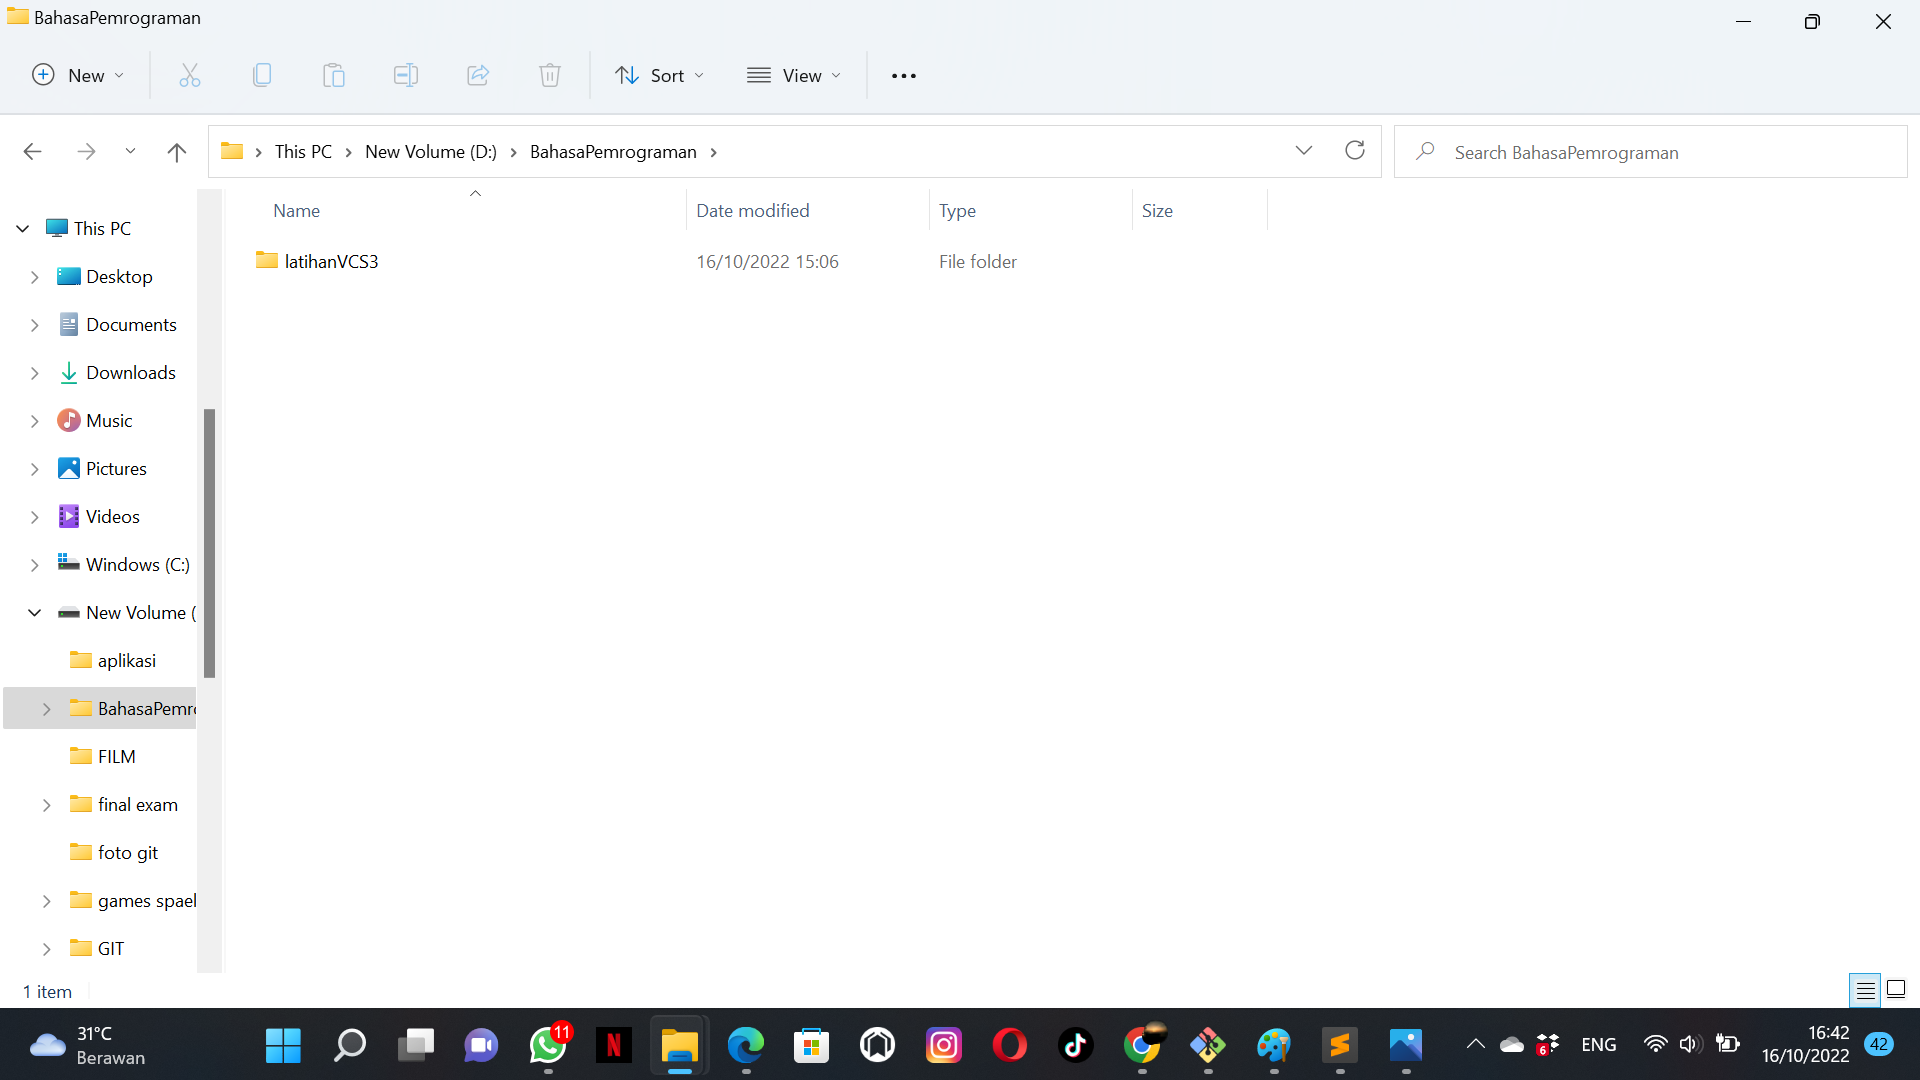 BahasaPemrograman
New
Sort
View
This PC
New Volume (D:)
BahasaPemrograman
Search BahasaPemrograman
Name
Date modified
Type
Size
latihanVCS3
16/10/2022 15:06
File folder
This PC
Desktop
Documents
Downloads
Music
Pictures
Videos
Windows (C:)
New Volume (
aplikasi
BahasaPemr
FILM
final exam
foto git
games spael
GIT
1 item
31°C
Berawan
11
N
6
ENG
16:42
16/10/2022
42